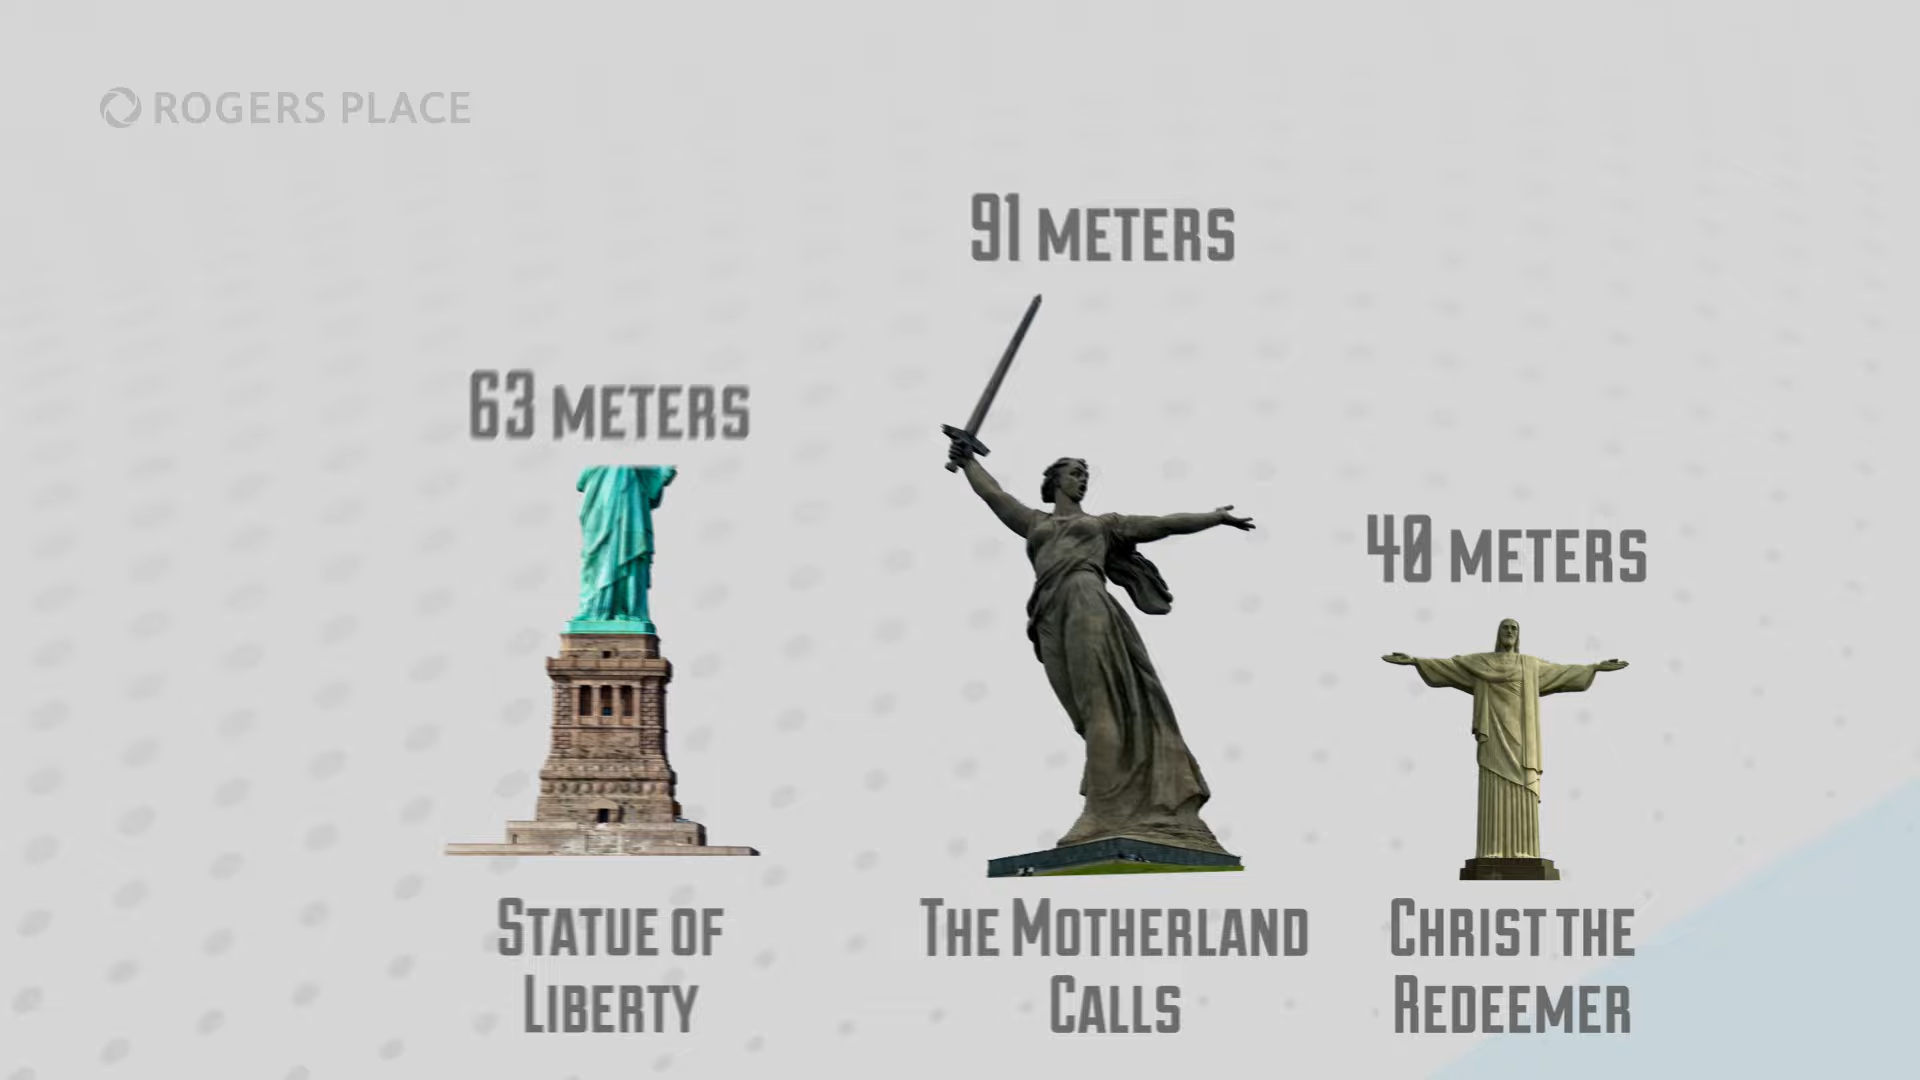 ROGERS PLACE
91 METERS
63 METERS
40 METERS
STATUE OF
LIBERTY
THE MOTHERLAND
CALLS
CHRIST THE
REDEEMER